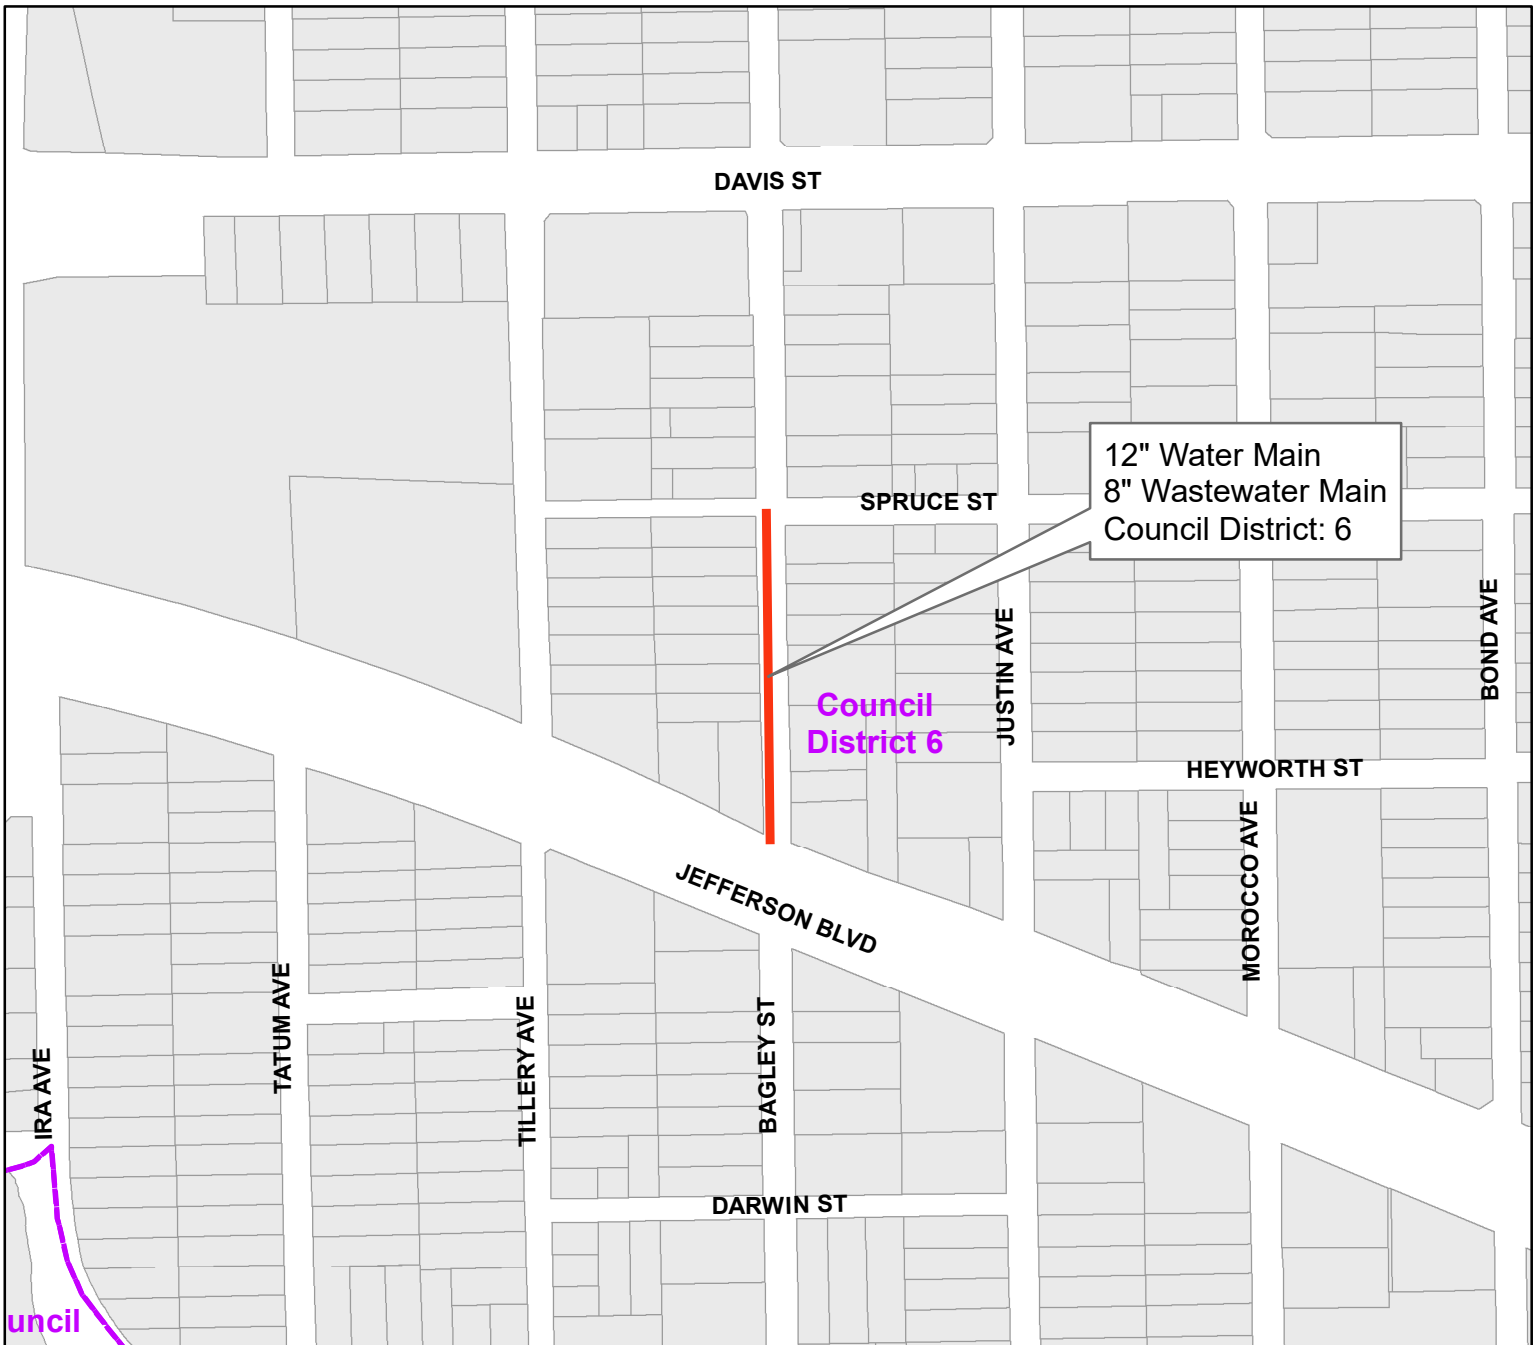 DAVIS ST
12" Water Main
8" Wastewater Main
Council District: 6
SPRUCE ST
JUSTIN AVE
BOND AVE
Council
District 6
HEYWORTH ST
MOROCCO AVE
JEFFERSON BLVD
TATUM AVE
TILLERY AVE
BAGLEY ST
IRA AVE
DARWIN ST
uncil